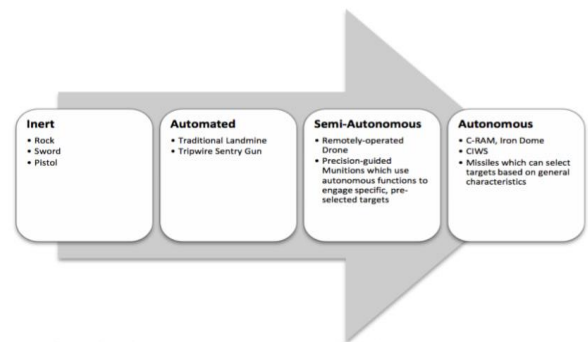 Inert
• Rock
• Sword
• Pistol
Automated
• Traditional Landmine
• Tripwire Sentry Gun
Semi-Autonomous
• Remotely-operated
Drone
• Precision-guided
Munitions which use
autonomous functions to
engage specific, pre-
selected targets
Autonomous
• C-RAM, Iron Dome
• CIWS
• Missiles which can select
targets based on general
characteristics